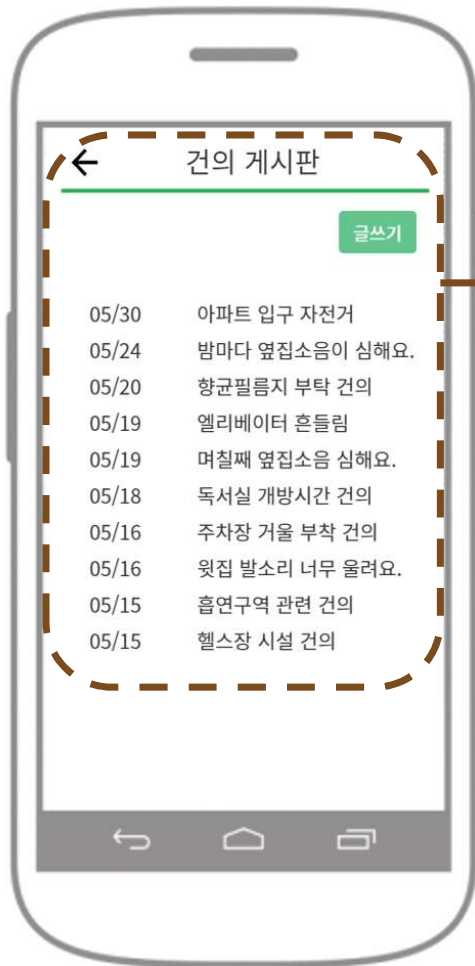 건의 게시판
글쓰기
05/30 아파트 입구 자전거
05/24 밤마다 옆집소음이 심해요.
05/20 향균필름지 부탁 건의
05/19 엘리베이터 흔들림
05/19 며칠째 옆집소음 심해요.
05/18 독서실 개방시간 건의
05/16 주차장 거울 부착 건의
05/16 윗집 발소리 너무 울려요.
05/15 흡연구역 관련 건의
05/15 헬스장 시설 건의